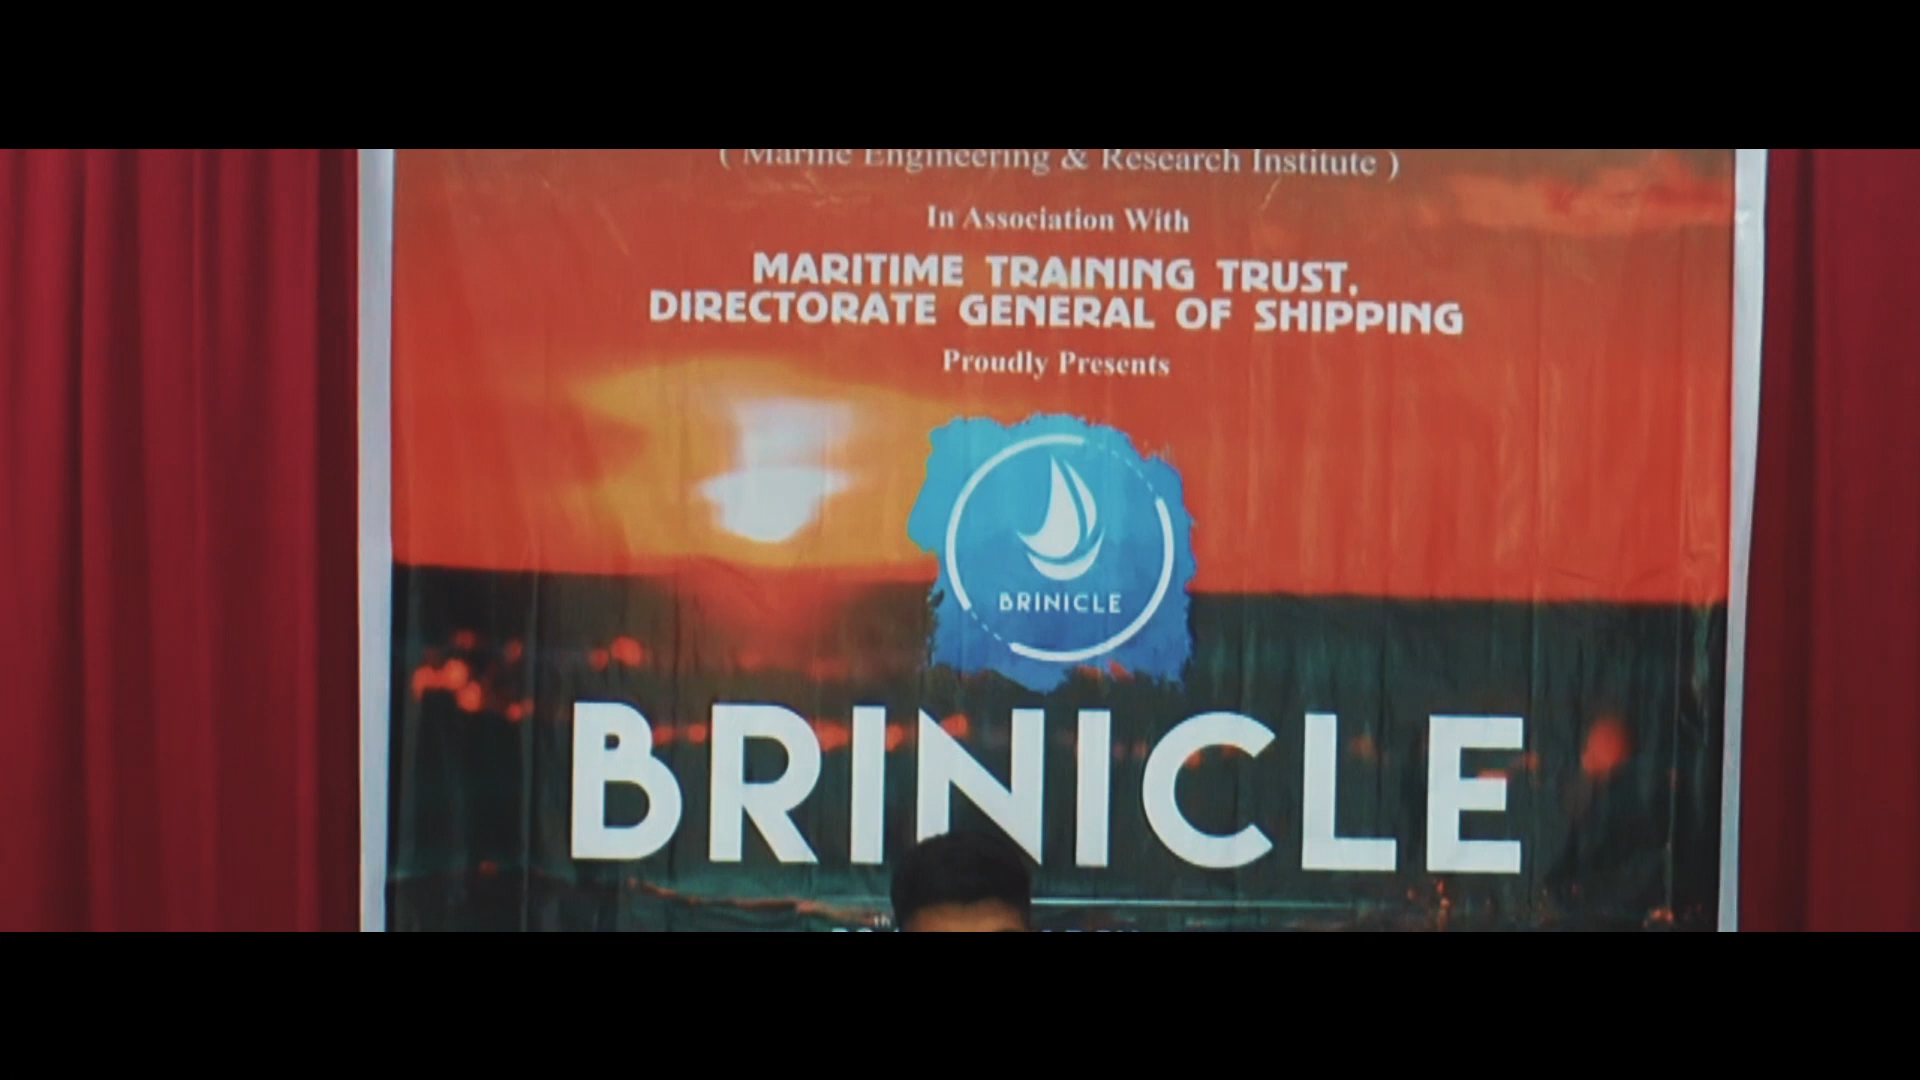 ( Marine Engineering & Research Institute )
In Association With
MARITIME TRAINING TRUST,
DIRECTORATE GENERAL OF SHIPPING
Proudly Presents
BRINICLE
BRINICLE